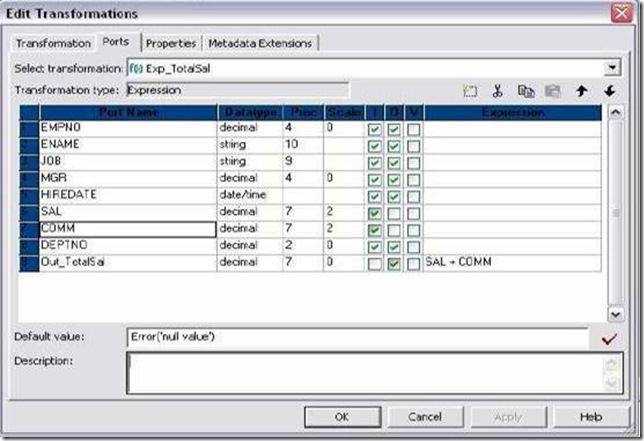 Edit Transformations
Transformation Ports Properties Metadata Extensions
Select transformation: f(x) Exp_TotalSal
Transformation type: Expression
Port Name Datatype Prec Scale I O V Expression
1 EMPNO decimal 4 0
2 ENAME string 10
3 JOB string 9
4 MGR decimal 4 0
5 HIREDATE date/time
6 SAL decimal 7 2
7 COMM decimal 7 2
8 DEPTNO decimal 2 0
9 Out_TotalSal decimal 7 0 SAL + COMM
Default value: Error('null value')
Description:
OK Cancel Apply Help